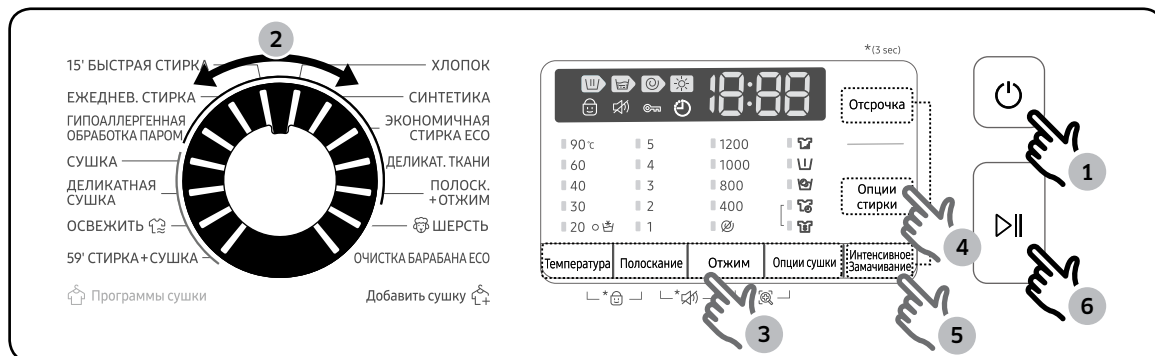 2
15' БЫСТРАЯ СТИРКА
ЕЖЕДНЕВ. СТИРКА
ГИПОАЛЛЕРГЕННАЯ
ОБРАБОТКА ПАРОМ
СУШКА
ДЕЛИКАТНАЯ
СУШКА
ОСВЕЖИТЬ
59' СТИРКА+СУШКА
Программы сушки
ХЛОПОК
СИНТЕТИКА
ЭКОНОМИЧНАЯ
СТИРКА ECO
ДЕЛИКАТ. ТКАНИ
ПОЛОСК.
+ОТЖИМ
ШЕРСТЬ
ОЧИСТКА БАРАБАНА ECO
Добавить сушку
*(3 sec)
18:88
Отсрочка
90℃ 5 1200
60 4 1000
40 3 800
30 2 400
20 1
Опции
стирки
4
Температура Полоскание Отжим Опции сушки Интенсивное
Замачивание
* *
3
5
1
6